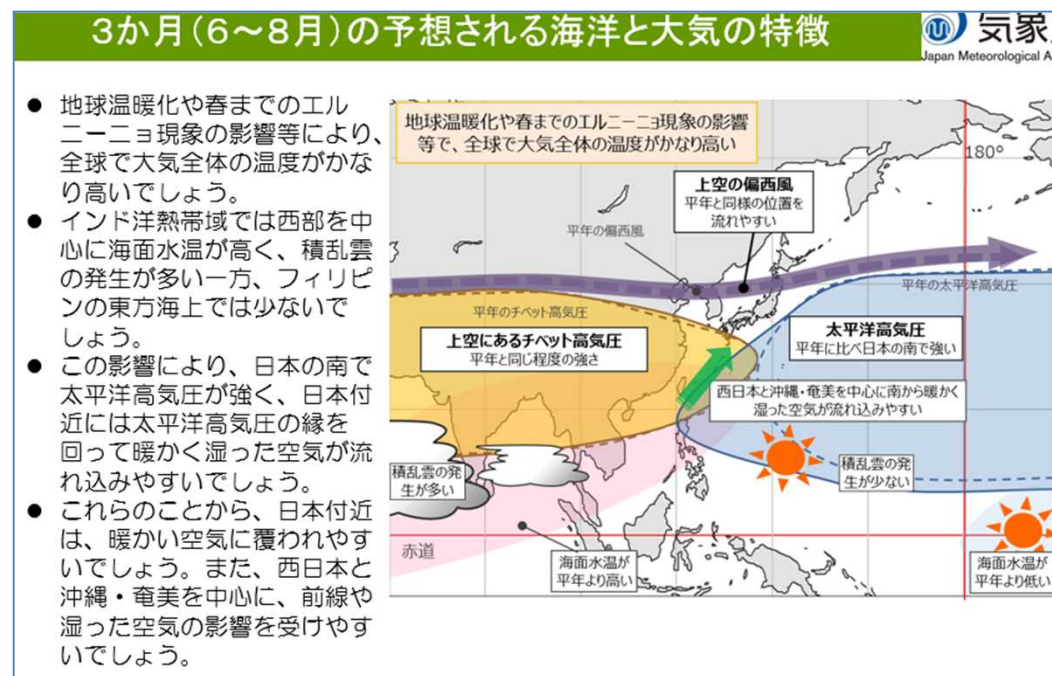 3か月(6～8月)の予想される海洋と大気の特徴
気象
Japan Meteorological A
● 地球温暖化や春までのエル
ニーニョ現象の影響等により、
全球で大気全体の温度がかな
り高いでしょう。
● インド洋熱帯域では西部を中
心に海面水温が高く、積乱雲
の発生が多い一方、フィリピ
ンの東方海上では少ないで
しょう。
● この影響により、日本の南で
太平洋高気圧が強く、日本付
近には太平洋高気圧の縁を
回って暖かく湿った空気が流
れ込みやすいでしょう。
● これらのことから、日本付近
は、暖かい空気に覆われやす
いでしょう。また、西日本と
沖縄・奄美を中心に、前線や
湿った空気の影響を受けやす
いでしょう。
地球温暖化や春までのエルニーニョ現象の影響
等で、全球で大気全体の温度がかなり高い
180°
上空の偏西風
平年と同様の位置を
流れやすい
平年の偏西風
平年の太平洋高気圧
平年のチベット高気圧
上空にあるチベット高気圧
平年と同じ程度の強さ
太平洋高気圧
平年に比べ日本の南で強い
西日本と沖縄・奄美を中心に南から暖かく
湿った空気が流れ込みやすい
積乱雲の発
生が多い
積乱雲の発
生が少ない
赤道
海面水温が
平年より高い
海面水温が
平年より低い